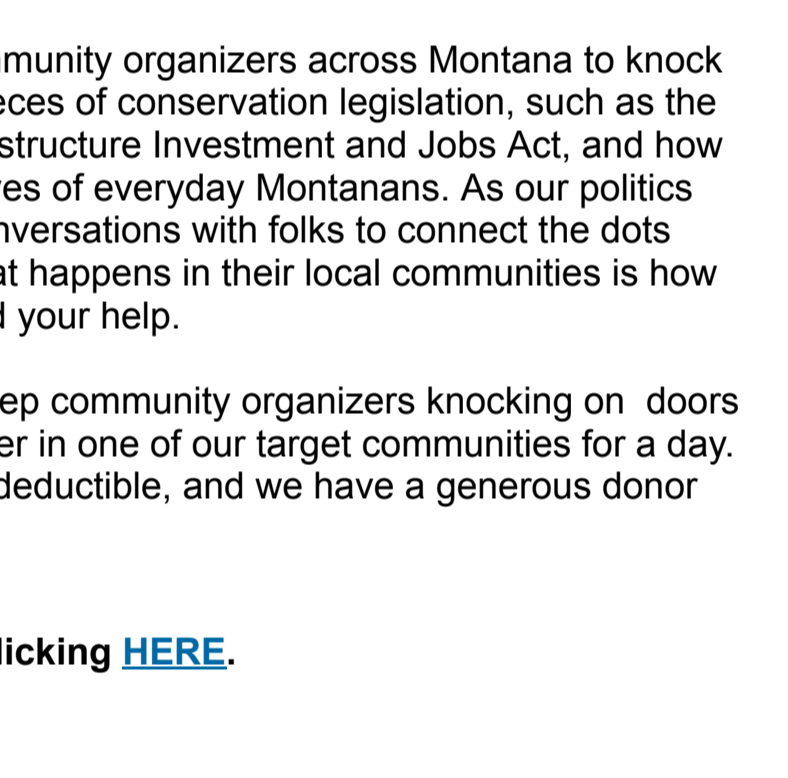 munity organizers across Montana to knock
eces of conservation legislation, such as the
structure Investment and Jobs Act, and how
es of everyday Montanans. As our politics
nversations with folks to connect the dots
at happens in their local communities is how
your help.
ep community organizers knocking on  doors
er in one of our target communities for a day.
deductible, and we have a generous donor
licking HERE.